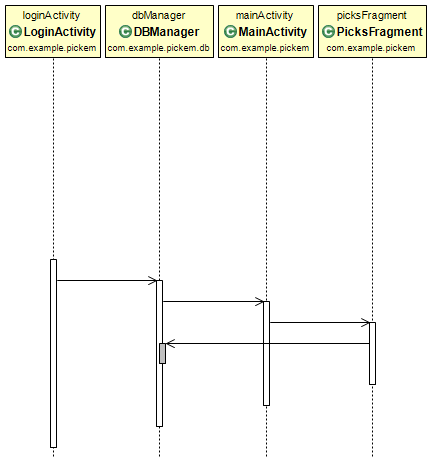 loginActivity
C LoginActivity
com.example.pickem
dbManager
C DBManager
com.example.pickem.db
mainActivity
C MainActivity
com.example.pickem
picksFragment
C PicksFragment
com.example.pickem